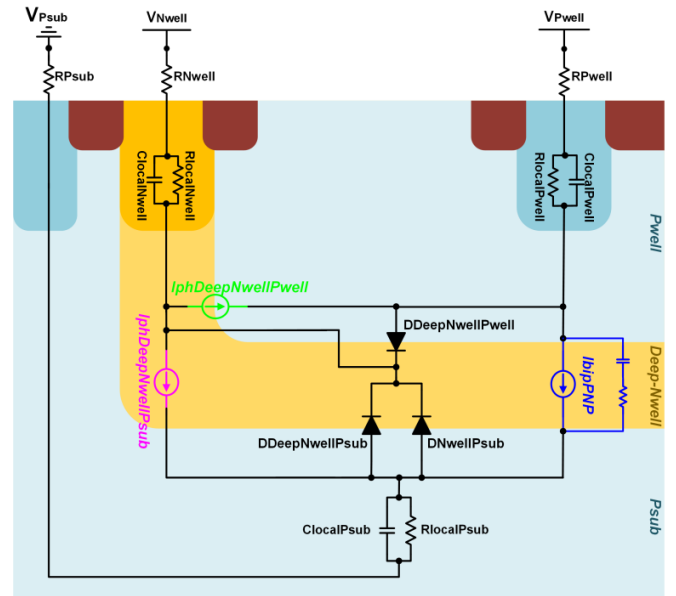 VPsub
VNwell
VPwell
RPsub
RNwell
RPwell
ClocalNwell
RlocalNwell
RlocalPwell
ClocalPwell
Pwell
IphDeepNwellPwell
IphDeepNwellPsub
DDeepNwellPwell
IbipPNP
Deep-Nwell
DDeepNwellPsub
DNwellPsub
ClocalPsub
RlocalPsub
Psub